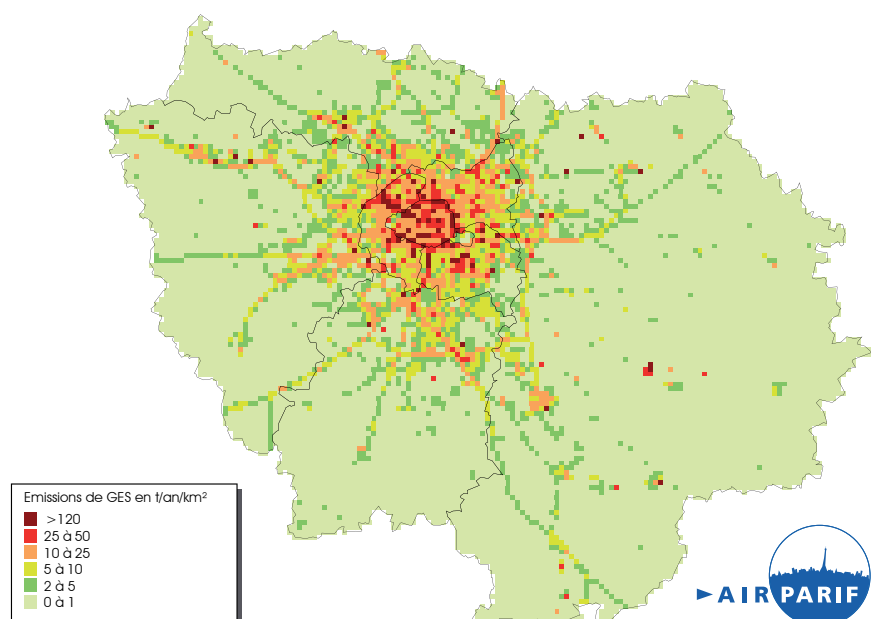 Emissions de GES en t/an/km²
>120
25 à 50
10 à 25
5 à 10
2 à 5
0 à 1
AIRPARIF